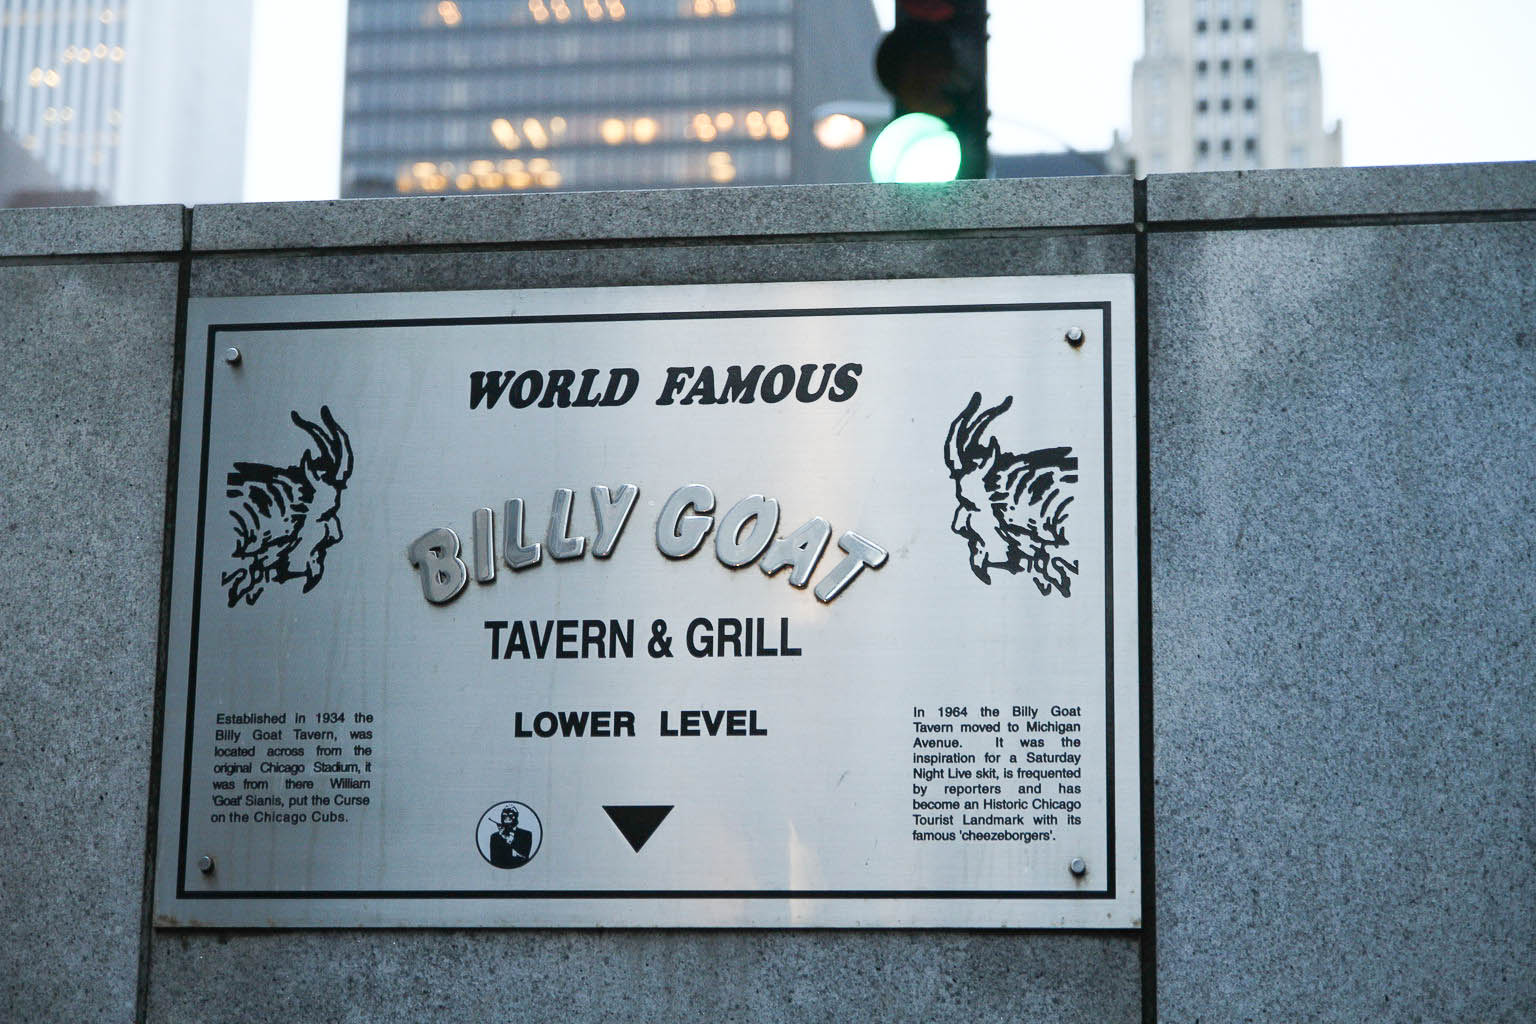 WORLD FAMOUS
BILLY GOAT
TAVERN & GRILL
LOWER LEVEL
Established in 1934 the
Billy Goat Tavern, was
located across from the
original Chicago Stadium, it
was from there William
'Goat' Sianis, put the Curse
on the Chicago Cubs.
In 1964 the Billy Goat
Tavern moved to Michigan
Avenue. It was the
inspiration for a Saturday
Night Live skit, is frequented
by reporters and has
become an Historic Chicago
Tourist Landmark with its
famous 'cheezeborgers'.